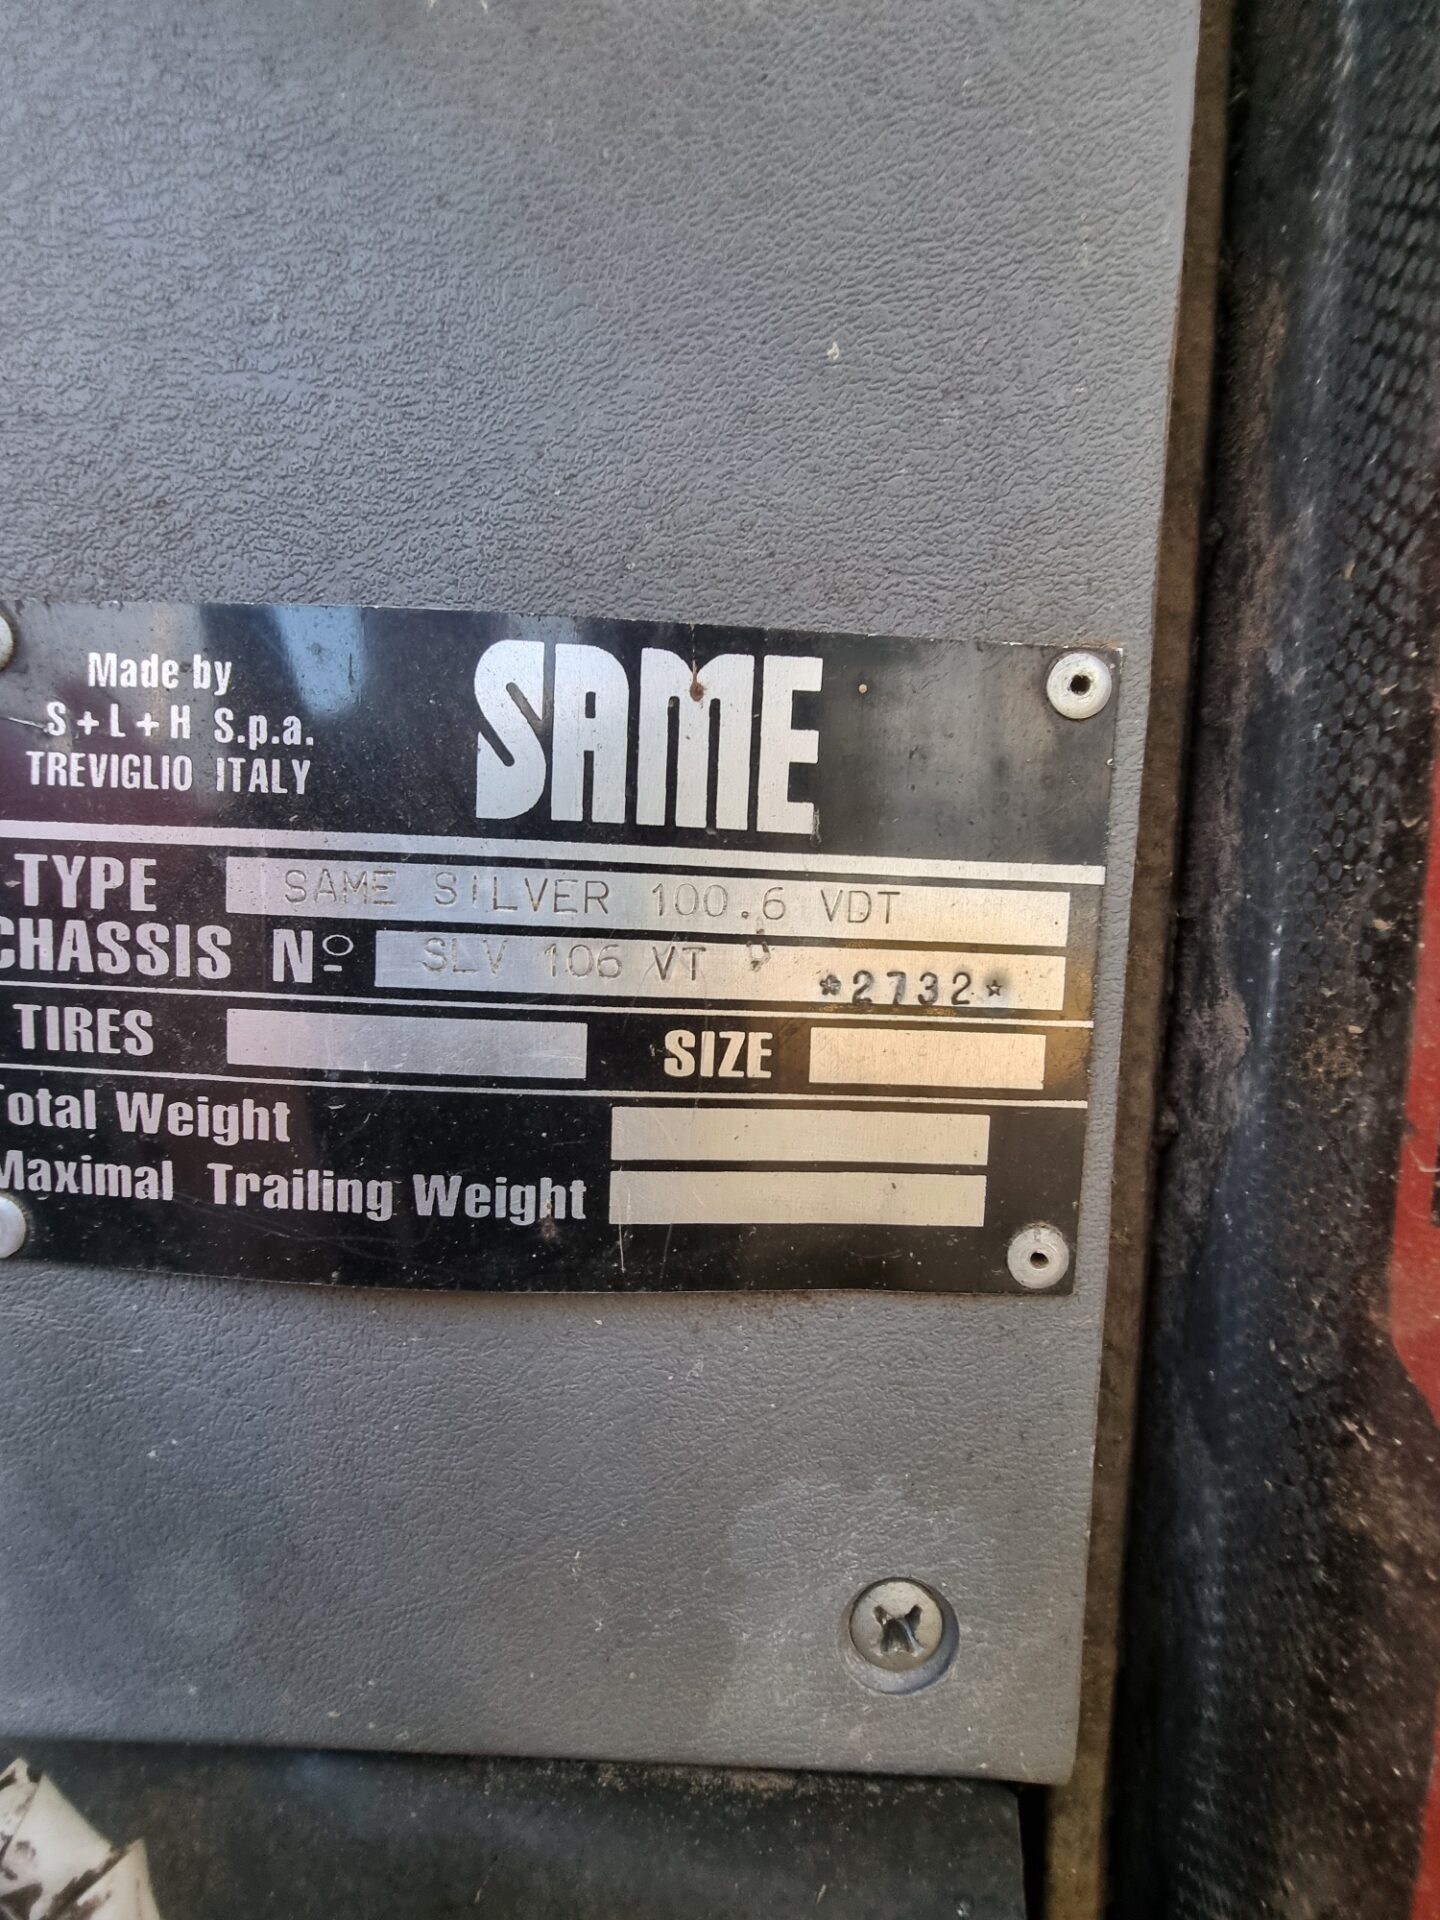 Made by
S+L+H S.p.a.
TREVIGLIO ITALY
SAME
TYPE SAME SILVER 100.6 VDT
CHASSIS Nº SLV 106 VT P *2732*
TIRES SIZE
Total Weight
Maximal Trailing Weight